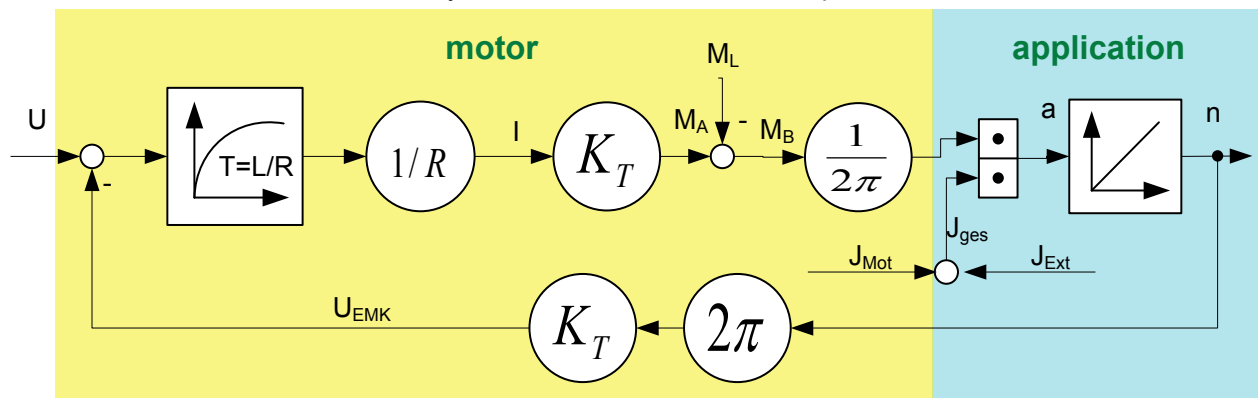 motor
application
U
-
T=L/R
1/R
I
K_T
M_A
M_L
-
M_B
1/2π
a
n
J_ges
J_Mot
J_Ext
U_EMK
K_T
2π